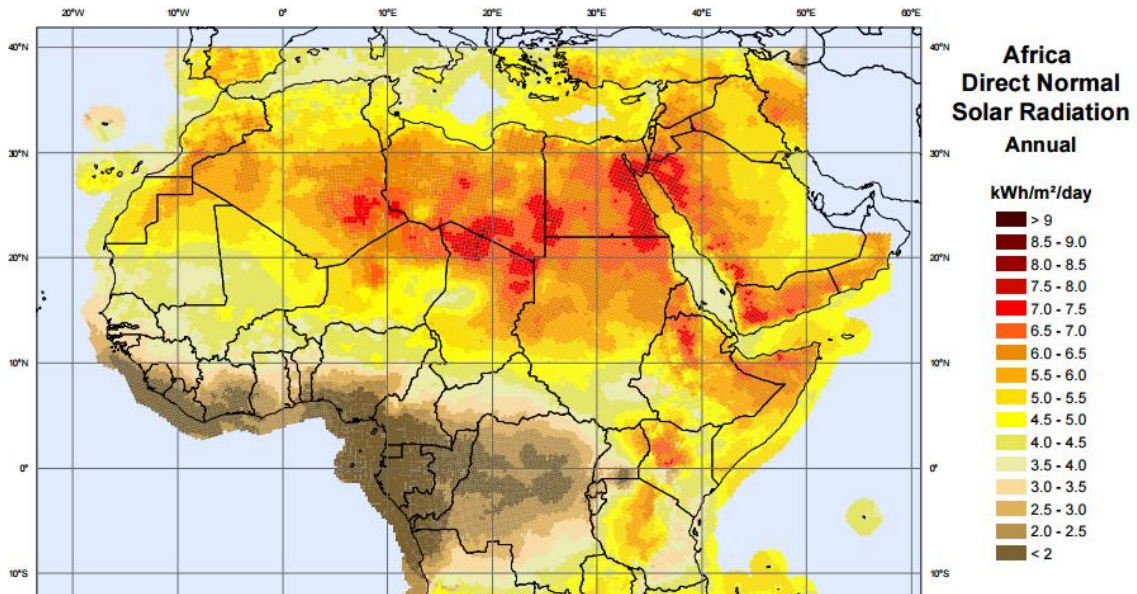 20°W 10°W 0° 10°E 20°E 30°E 40°E 50°E 60°E
40°N 40°N
30°N 30°N
20°N 20°N
10°N 10°N
0° 0°
10°S 10°S
Africa
Direct Normal
Solar Radiation
Annual
kWh/m²/day
> 9
8.5 - 9.0
8.0 - 8.5
7.5 - 8.0
7.0 - 7.5
6.5 - 7.0
6.0 - 6.5
5.5 - 6.0
5.0 - 5.5
4.5 - 5.0
4.0 - 4.5
3.5 - 4.0
3.0 - 3.5
2.5 - 3.0
2.0 - 2.5
< 2